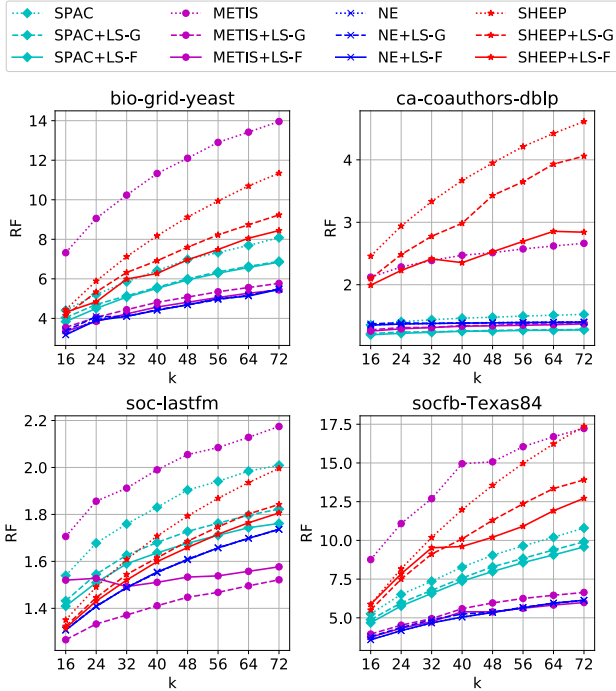 SPAC METIS NE SHEEP
SPAC+LS-G METIS+LS-G NE+LS-G SHEEP+LS-G
SPAC+LS-F METIS+LS-F NE+LS-F SHEEP+LS-F
bio-grid-yeast
14
12
10
8
6
4
RF
16 24 32 40 48 56 64 72
k
ca-coauthors-dblp
4
3
2
RF
16 24 32 40 48 56 64 72
k
soc-lastfm
2.2
2.0
1.8
1.6
1.4
RF
16 24 32 40 48 56 64 72
k
socfb-Texas84
17.5
15.0
12.5
10.0
7.5
5.0
RF
16 24 32 40 48 56 64 72
k